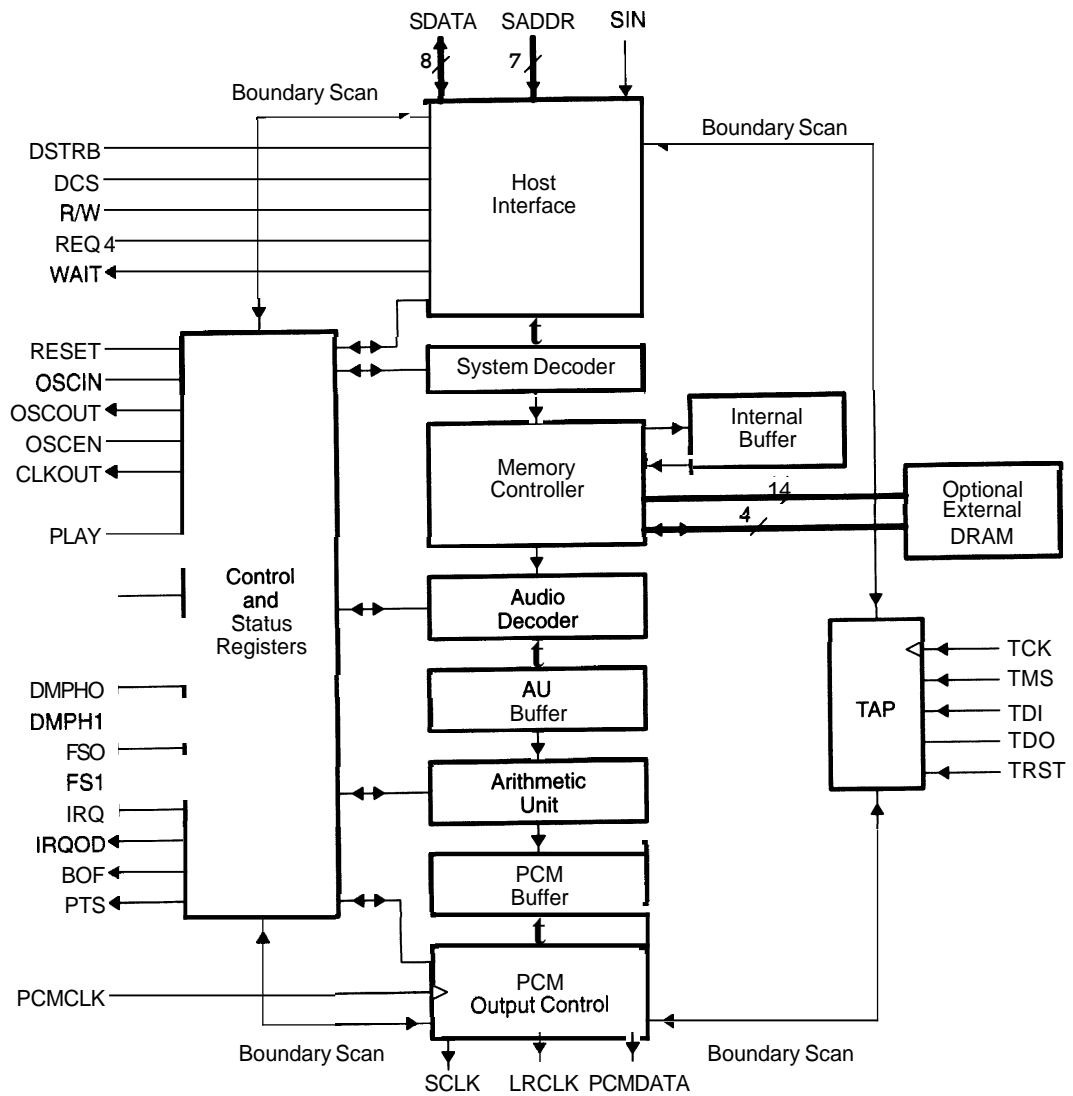 SDATA SADDR SIN
8 7
Boundary Scan
Boundary Scan
DSTRB
DCS
R/W
REQ 4
WAIT
Host
Interface
t
RESET
OSCIN
OSCOUT
OSCEN
CLKOUT
PLAY
System Decoder
Internal
Buffer
Memory
Controller
14
4
Optional
External
DRAM
Control
and
Status
Registers
Audio
Decoder
t
AU
Buffer
TAP
TCK
TMS
TDI
TDO
TRST
DMPHO
DMPH1
FSO
FS1
IRQ
IRQOD
BOF
PTS
Arithmetic
Unit
PCM
Buffer
t
PCMCLK
PCM
Output Control
Boundary Scan
Boundary Scan
SCLK LRCLK PCMDATA